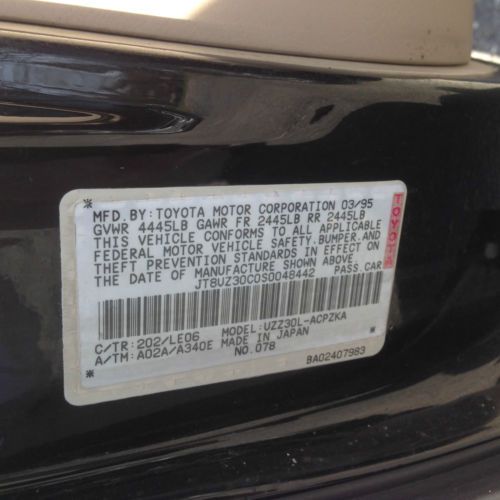 MFD. BY: TOYOTA MOTOR CORPORATION 03/95
GVWR 4445LB GAWR FR 2445LB RR 2445LB
THIS VEHICLE CONFORMS TO ALL APPLICABLE
FEDERAL MOTOR VEHICLE SAFETY, BUMPER, AND
THEFT PREVENTION STANDARDS IN EFFECT ON
THE DATE OF MANUFACTURE SHOWN ABOVE
JT8UZ30C0S0048442 PASS. CAR
C/TR: 202/LE06 MODEL: UZZ30L-ACPZKA
A/TM: A02A/A340E MADE IN JAPAN
NO. 078 BA02407983
TOYOTA